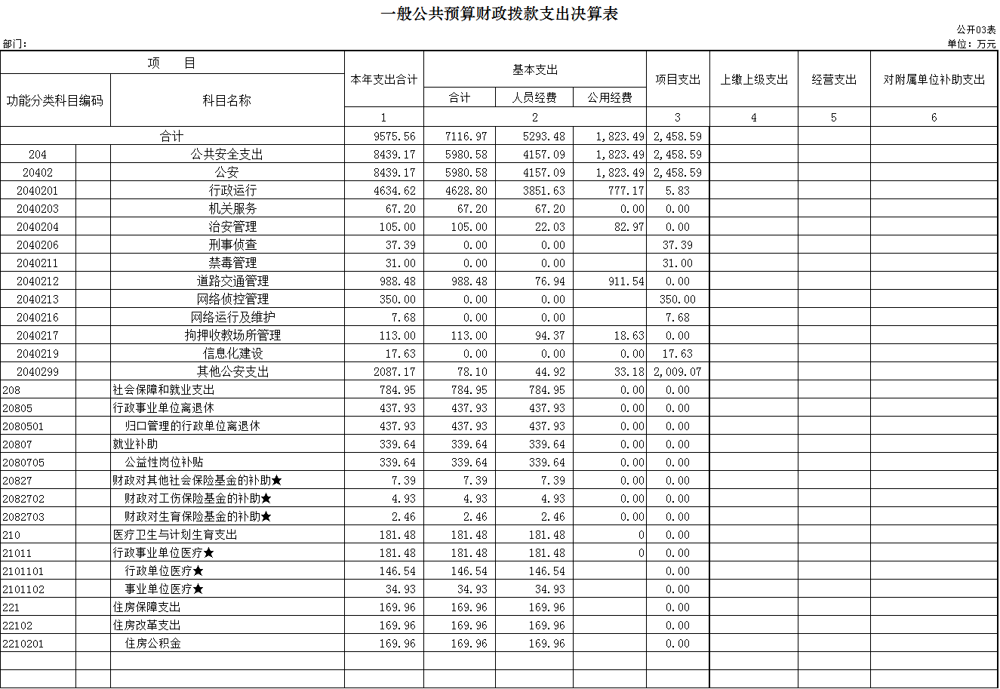 一般公共预算财政拨款支出决算表
公开03表
部门： 单位：万元
项 目 本年支出合计 基本支出 项目支出 上缴上级支出 经营支出 对附属单位补助支出
功能分类科目编码 科目名称 合计 人员经费 公用经费
1 2 3 4 5 6
合计 9575.56 7116.97 5293.48 1,823.49 2,458.59
204 公共安全支出 8439.17 5980.58 4157.09 1,823.49 2,458.59
20402 公安 8439.17 5980.58 4157.09 1,823.49 2,458.59
2040201 行政运行 4634.62 4628.80 3851.63 777.17 5.83
2040203 机关服务 67.20 67.20 67.20 0.00 0.00
2040204 治安管理 105.00 105.00 22.03 82.97 0.00
2040206 刑事侦查 37.39 0.00 0.00 37.39
2040211 禁毒管理 31.00 0.00 0.00 31.00
2040212 道路交通管理 988.48 988.48 76.94 911.54 0.00
2040213 网络侦控管理 350.00 0.00 0.00 350.00
2040216 网络运行及维护 7.68 0.00 0.00 7.68
2040217 拘押收教场所管理 113.00 113.00 94.37 18.63 0.00
2040219 信息化建设 17.63 0.00 0.00 0.00 17.63
2040299 其他公安支出 2087.17 78.10 44.92 33.18 2,009.07
208 社会保障和就业支出 784.95 784.95 784.95 0.00 0.00
20805 行政事业单位离退休 437.93 437.93 437.93 0.00 0.00
2080501 归口管理的行政单位离退休 437.93 437.93 437.93 0.00 0.00
20807 就业补助 339.64 339.64 339.64 0.00 0.00
2080705 公益性岗位补贴 339.64 339.64 339.64 0.00 0.00
20827 财政对其他社会保险基金的补助★ 7.39 7.39 7.39 0.00 0.00
2082702 财政对工伤保险基金的补助★ 4.93 4.93 4.93 0.00 0.00
2082703 财政对生育保险基金的补助★ 2.46 2.46 2.46 0.00 0.00
210 医疗卫生与计划生育支出 181.48 181.48 181.48 0 0.00
21011 行政事业单位医疗★ 181.48 181.48 181.48 0 0.00
2101101 行政单位医疗★ 146.54 146.54 146.54 0.00
2101102 事业单位医疗★ 34.93 34.93 34.93 0.00
221 住房保障支出 169.96 169.96 169.96 0.00
22102 住房改革支出 169.96 169.96 169.96 0.00
2210201 住房公积金 169.96 169.96 169.96 0.00